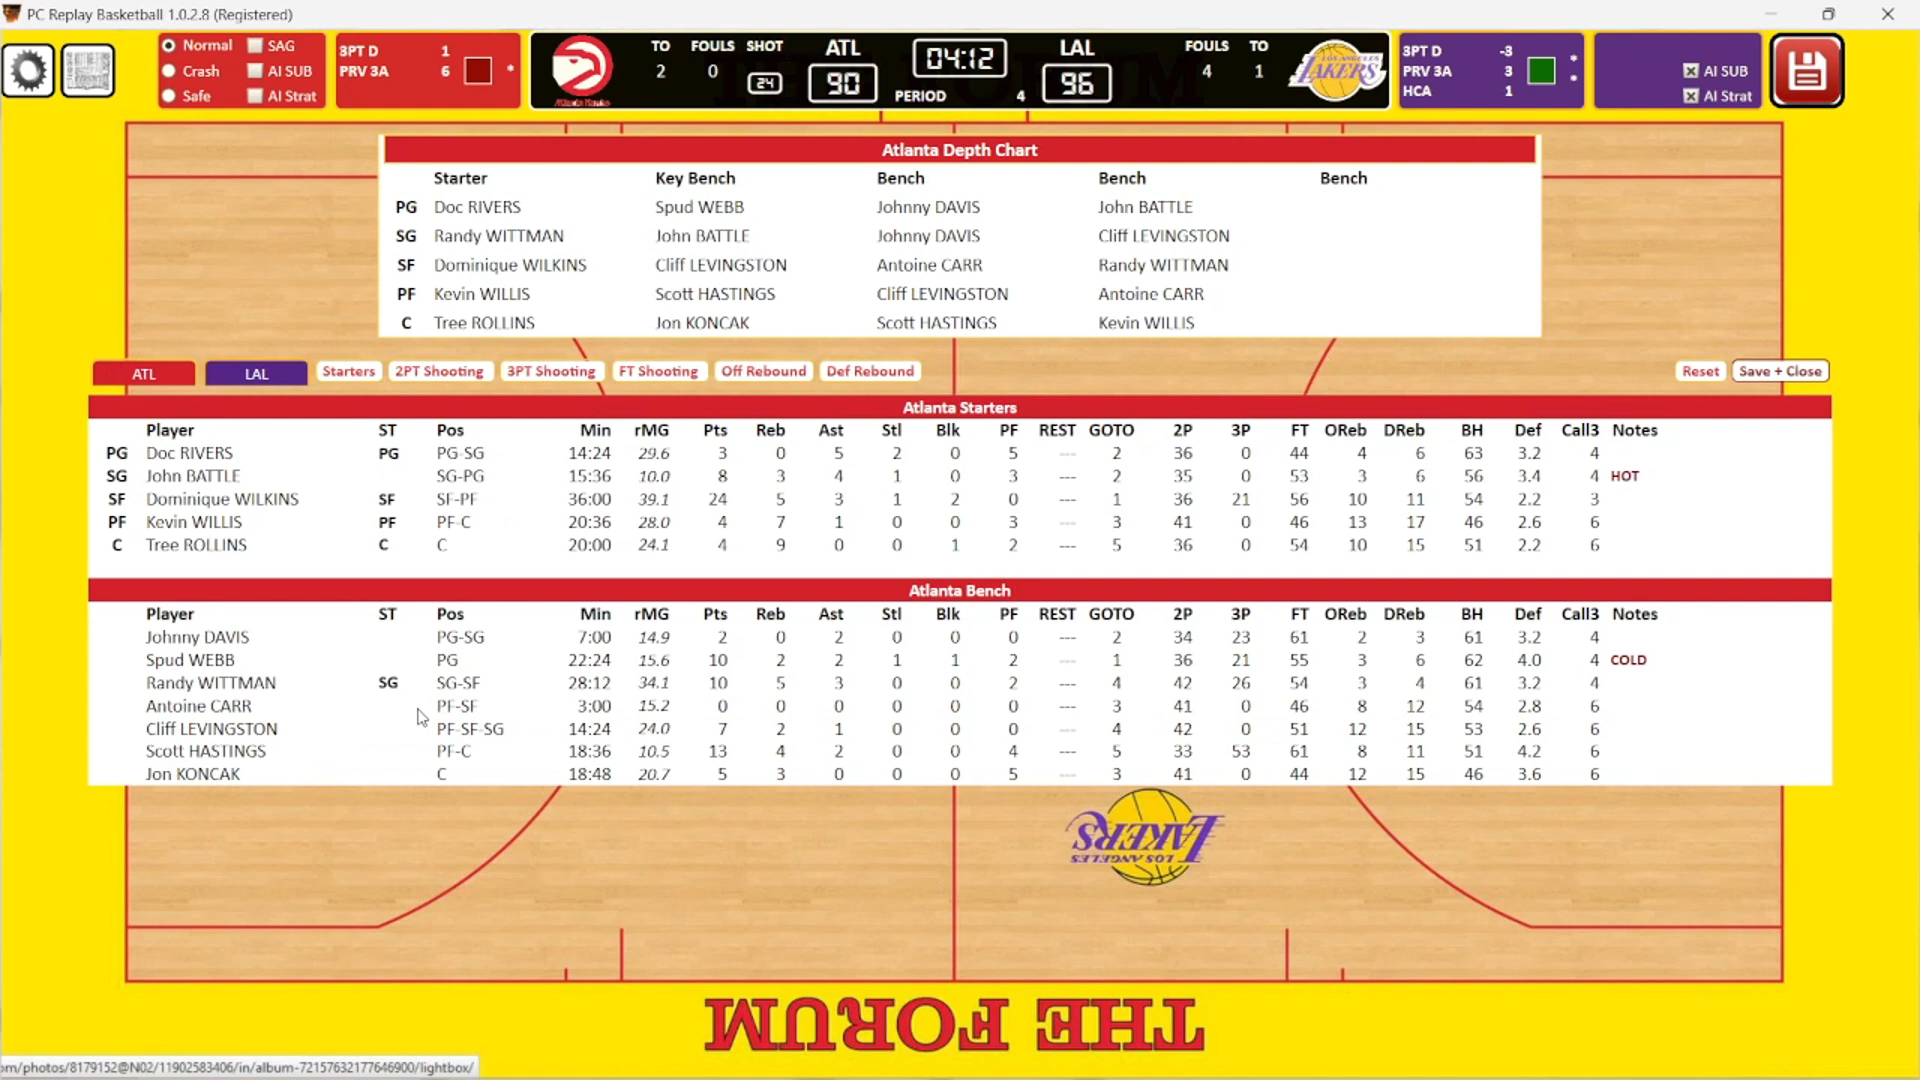 PC Replay Basketball 1.0.2.8 (Registered)
Normal SAG
Crash AI SUB
Safe AI Strat
3PT D 1
PRV 3A 6 *
Atlanta Hawks
TO FOULS SHOT ATL 04:12 LAL FOULS TO
2 0 24 90 PERIOD 4 96 4 1
LOS ANGELES
LAKERS
3PT D -3 *
PRV 3A 3 *
HCA 1
AI SUB
AI Strat
Atlanta Depth Chart
Starter Key Bench Bench Bench Bench
PG Doc RIVERS Spud WEBB Johnny DAVIS John BATTLE
SG Randy WITTMAN John BATTLE Johnny DAVIS Cliff LEVINGSTON
SF Dominique WILKINS Cliff LEVINGSTON Antoine CARR Randy WITTMAN
PF Kevin WILLIS Scott HASTINGS Cliff LEVINGSTON Antoine CARR
C Tree ROLLINS Jon KONCAK Scott HASTINGS Kevin WILLIS
ATL LAL Starters 2PT Shooting 3PT Shooting FT Shooting Off Rebound Def Rebound Reset Save + Close
Atlanta Starters
Player ST Pos Min rMG Pts Reb Ast Stl Blk PF REST GOTO 2P 3P FT OReb DReb BH Def Call3 Notes
PG Doc RIVERS PG PG-SG 14:24 29.6 3 0 5 2 0 5 --- 2 36 0 44 4 6 63 3.2 4
SG John BATTLE SG-PG 15:36 10.0 8 3 4 1 0 3 --- 2 35 0 53 3 6 56 3.4 4 HOT
SF Dominique WILKINS SF SF-PF 36:00 39.1 24 5 3 1 2 0 --- 1 36 21 56 10 11 54 2.2 3
PF Kevin WILLIS PF PF-C 20:36 28.0 4 7 1 0 0 3 --- 3 41 0 46 13 17 46 2.6 6
C Tree ROLLINS C C 20:00 24.1 4 9 0 0 1 2 --- 5 36 0 54 10 15 51 2.2 6
Atlanta Bench
Player ST Pos Min rMG Pts Reb Ast Stl Blk PF REST GOTO 2P 3P FT OReb DReb BH Def Call3 Notes
Johnny DAVIS PG-SG 7:00 14.9 2 0 2 0 0 0 --- 2 34 23 61 2 3 61 3.2 4
Spud WEBB PG 22:24 15.6 10 2 2 1 1 2 --- 1 36 21 55 3 6 62 4.0 4 COLD
Randy WITTMAN SG SG-SF 28:12 34.1 10 5 3 0 0 2 --- 4 42 26 54 3 4 61 3.2 4
Antoine CARR PF-SF 3:00 15.2 0 0 0 0 0 0 --- 3 41 0 46 8 12 54 2.8 6
Cliff LEVINGSTON PF-SF-SG 14:24 24.0 7 2 1 0 0 0 --- 4 42 0 51 12 15 53 2.6 6
Scott HASTINGS PF-C 18:36 10.5 13 4 2 0 0 4 --- 5 33 53 61 8 11 51 4.2 6
Jon KONCAK C 18:48 20.7 5 3 0 0 0 5 --- 3 41 0 44 12 15 46 3.6 6
LAKERS
LOS ANGELES
THE FORUM
om/photos/8179152@N02/11902583406/in/album-72157632177646900/lightbox/